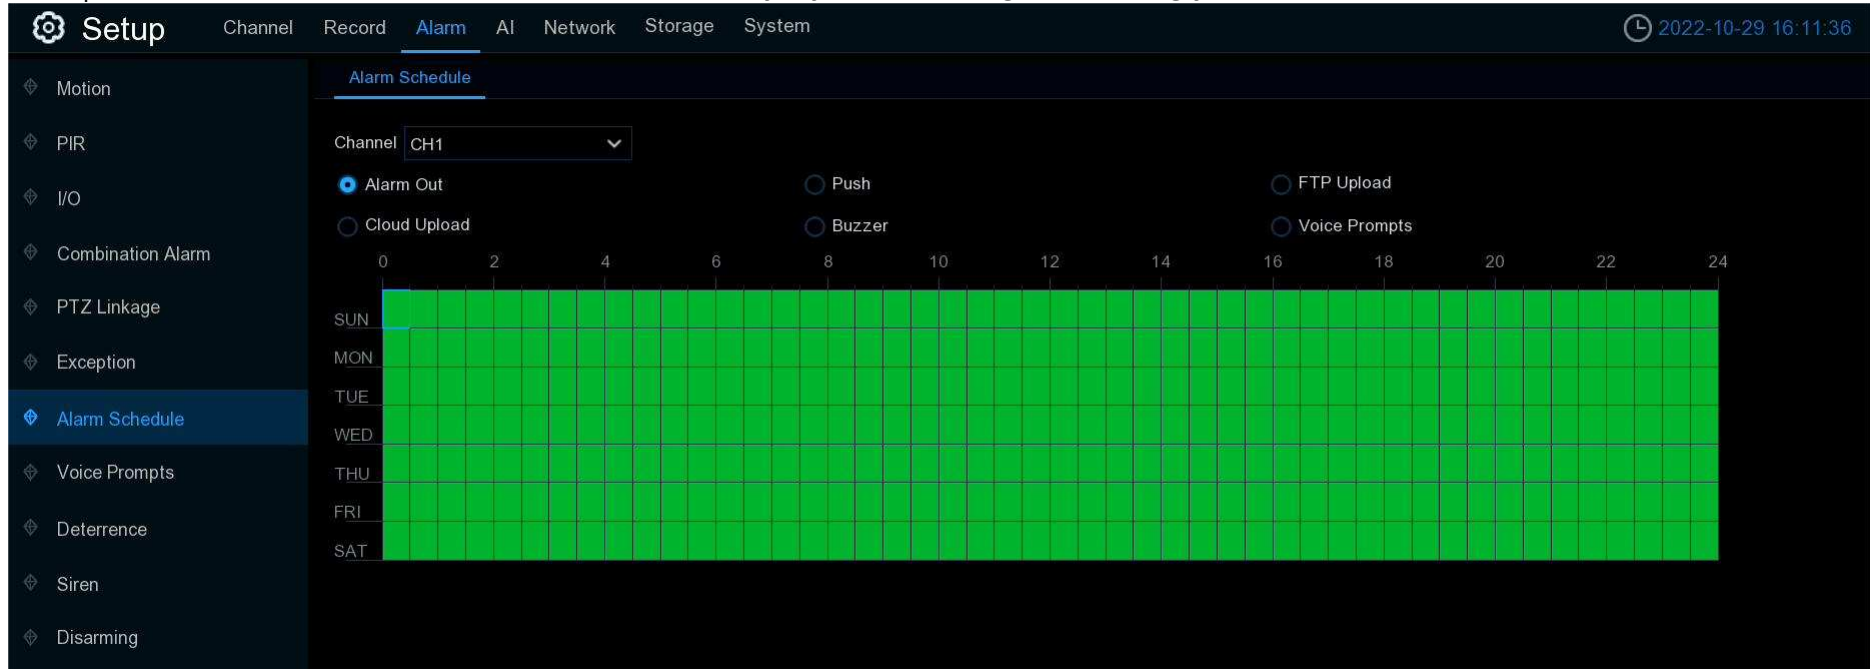 Setup Channel Record Alarm AI Network Storage System 2022-10-29 16:11:36
Alarm Schedule
Motion
PIR
I/O
Combination Alarm
PTZ Linkage
Exception
Alarm Schedule
Voice Prompts
Deterrence
Siren
Disarming
Channel CH1
Alarm Out Push FTP Upload
Cloud Upload Buzzer Voice Prompts
0 2 4 6 8 10 12 14 16 18 20 22 24
SUN
MON
TUE
WED
THU
FRI
SAT